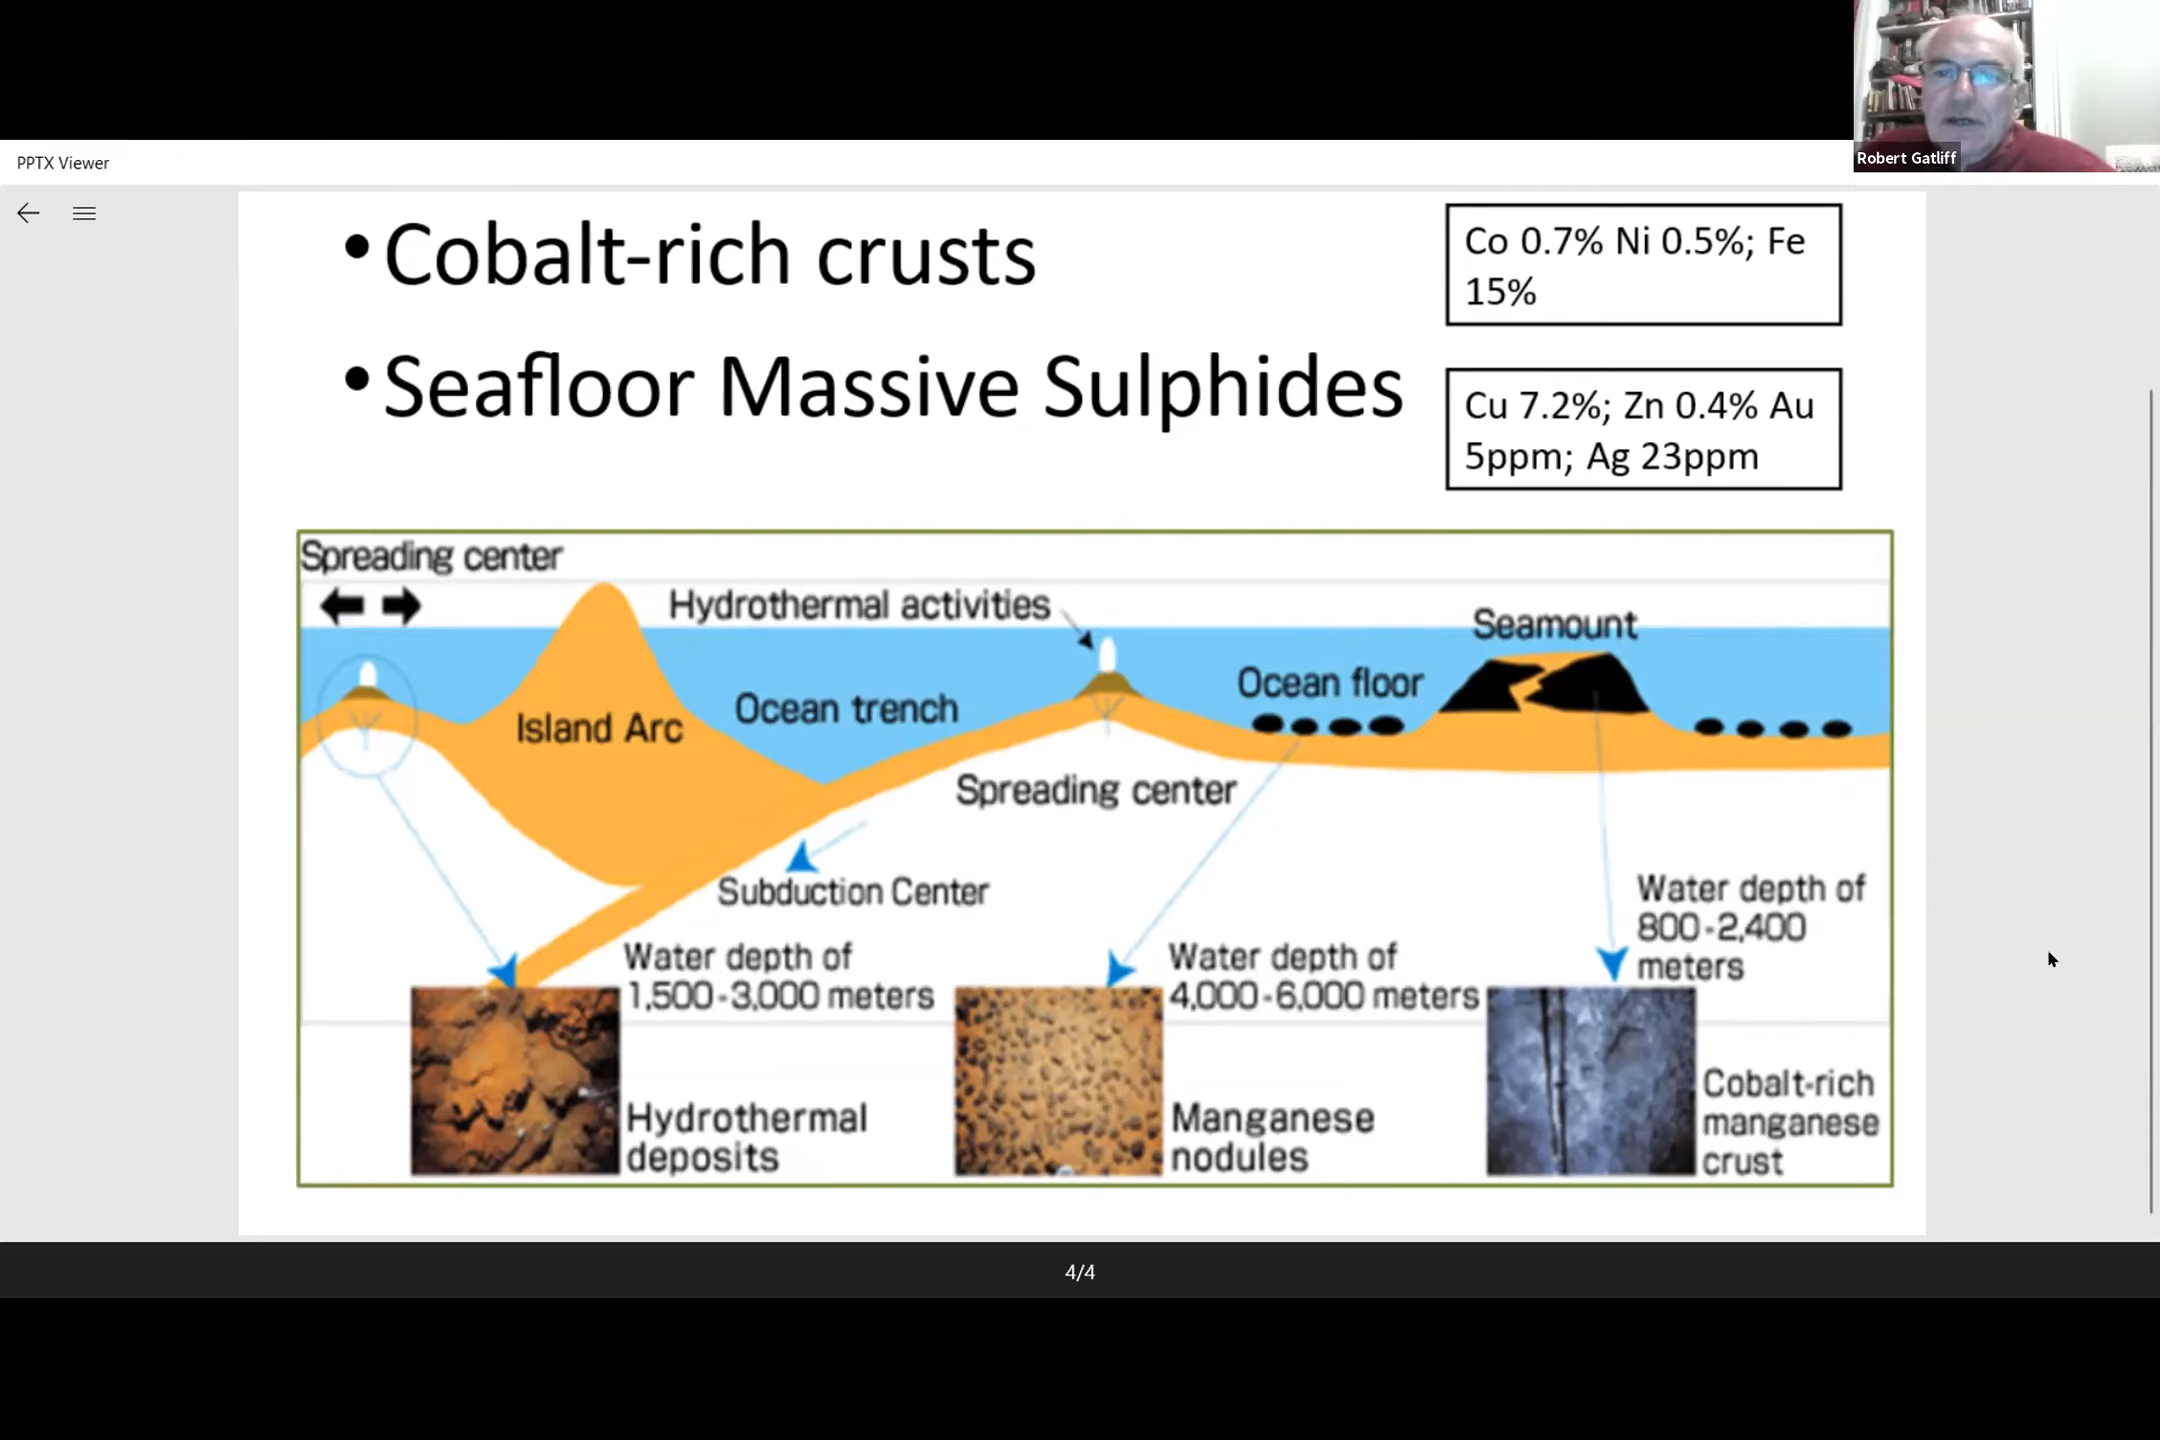 Robert Gatliff
PPTX Viewer
• Cobalt-rich crusts
Co 0.7% Ni 0.5%; Fe
15%
• Seafloor Massive Sulphides
Cu 7.2%; Zn 0.4% Au
5ppm; Ag 23ppm
Spreading center
Hydrothermal activities
Seamount
Ocean floor
Ocean trench
Island Arc
Spreading center
Subduction Center
Water depth of
800-2,400
meters
Water depth of
1,500-3,000 meters
Water depth of
4,000-6,000 meters
Hydrothermal
deposits
Manganese
nodules
Cobalt-rich
manganese
crust
4/4